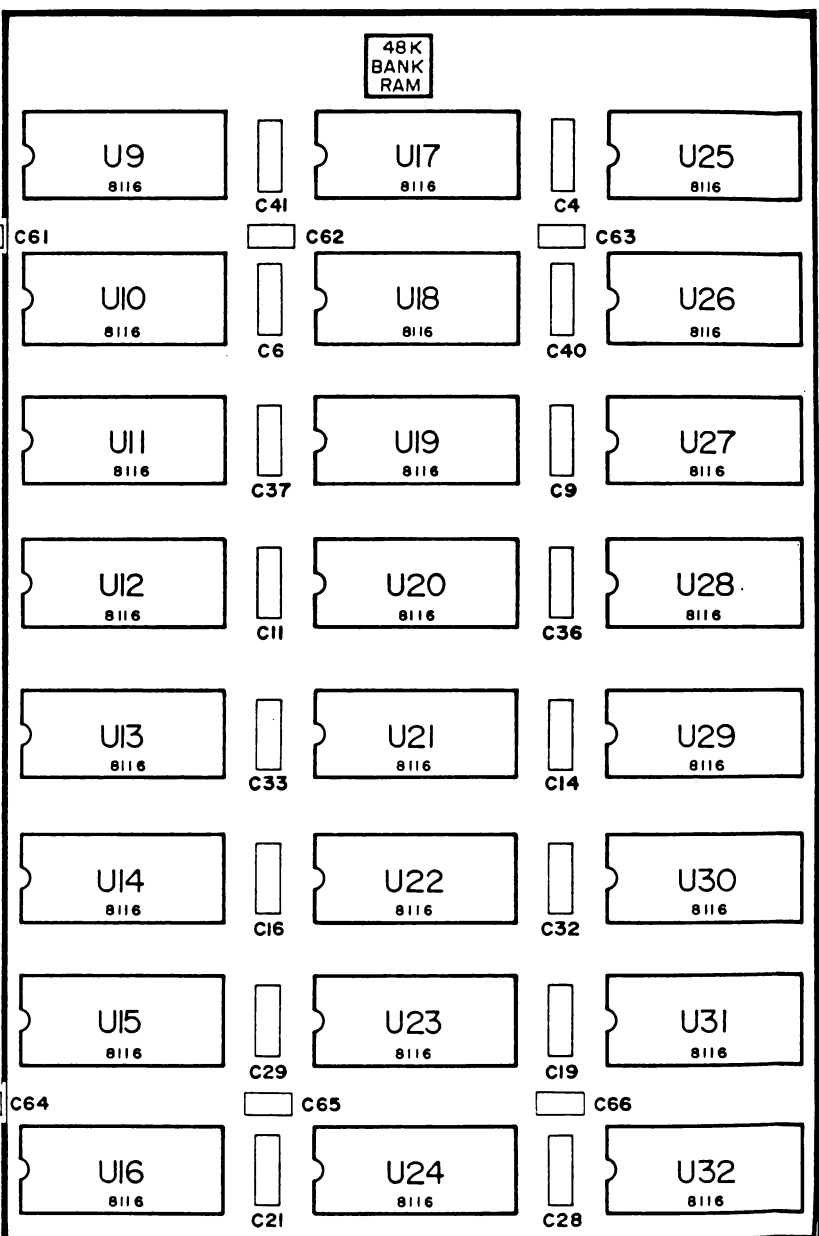 48K
BANK
RAM
U9 U17 U25
8116 8116 8116
C41 C4
C61 C62 C63
U10 U18 U26
8116 8116 8116
C6 C40
U11 U19 U27
8116 8116 8116
C37 C9
U12 U20 U28
8116 8116 8116
C11 C36
U13 U21 U29
8116 8116 8116
C33 C14
U14 U22 U30
8116 8116 8116
C16 C32
U15 U23 U31
8116 8116 8116
C29 C19
C64 C65 C66
U16 U24 U32
8116 8116 8116
C21 C28